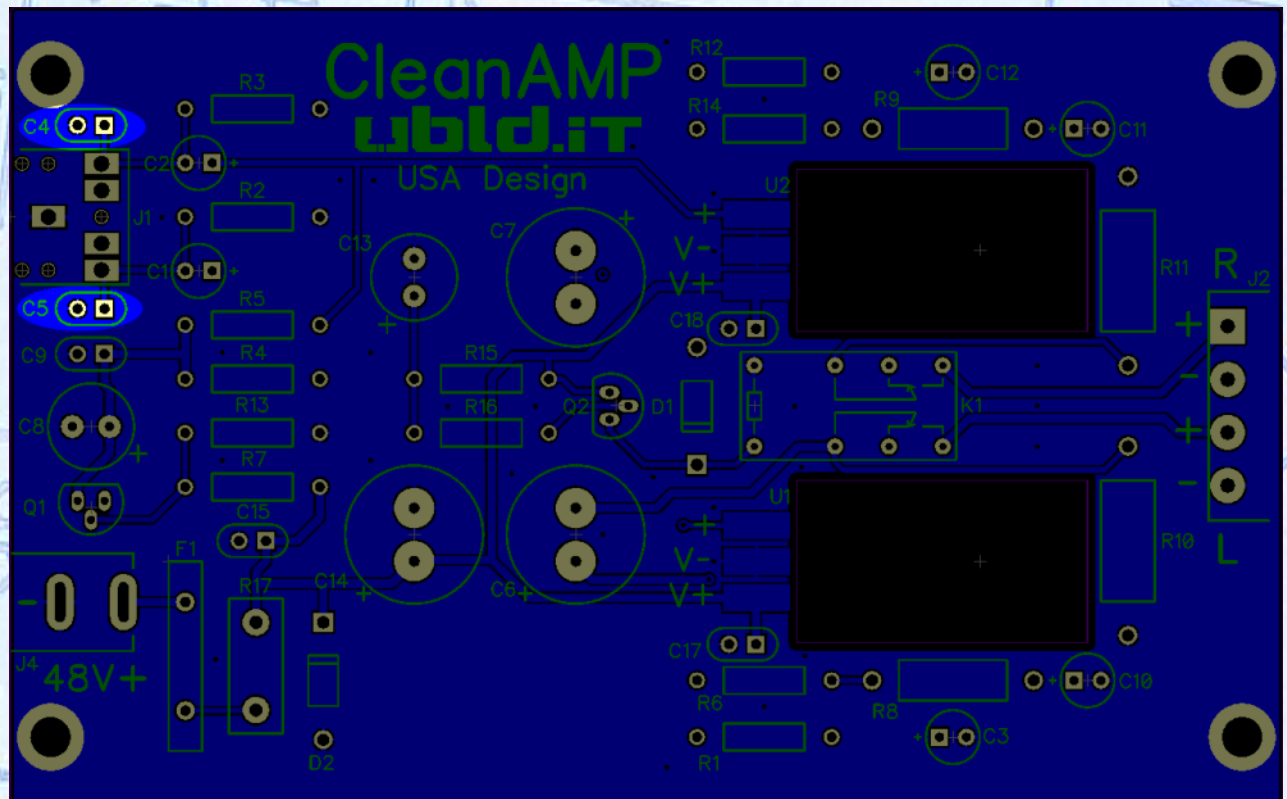 CleanAMP
ubld.iT
USA Design
C4
R3
C2
R2
J1
C1
C5
R5
C9
R4
C8
R13
Q1
R7
C15
F1
R17
C14
J4
-
48V+
D2
C13
+
C7
+
R15
R16
Q2
D1
C6
+
+
R12
R14
C12
+
R9
C11
+
U2
+
V-
V+
C18
K1
R11
R
J2
+
-
+
-
L
U1
+
V-
V+
C17
R10
R6
R1
R8
C10
+
C3
+
+
+
+